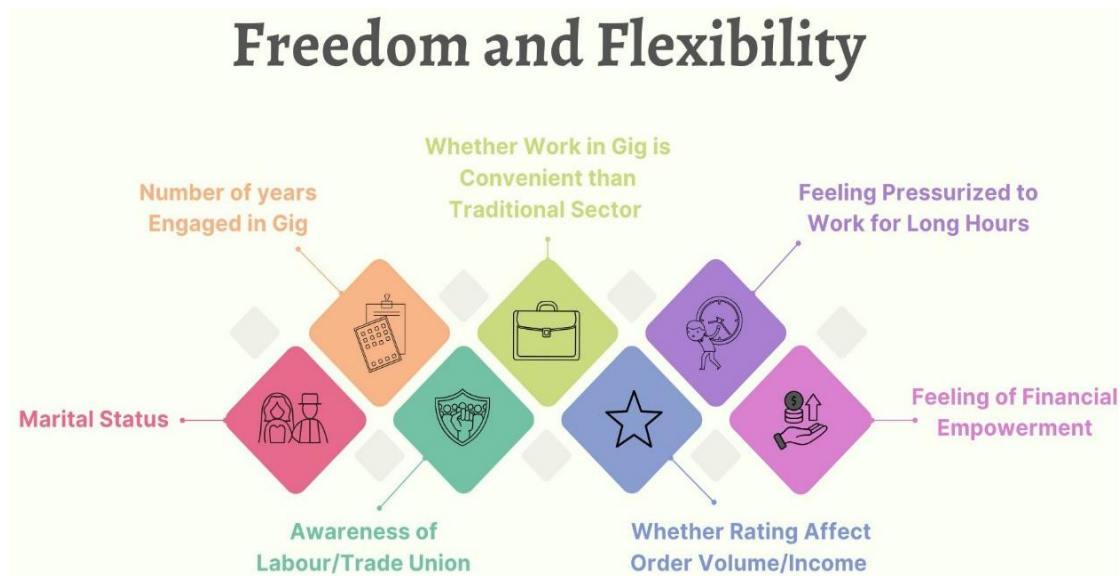 Freedom and Flexibility
Whether Work in Gig is
Convenient than
Traditional Sector
Number of years
Engaged in Gig
Feeling Pressurized to
Work for Long Hours
Marital Status
Feeling of Financial
Empowerment
Awareness of
Labour/Trade Union
Whether Rating Affect
Order Volume/Income
$